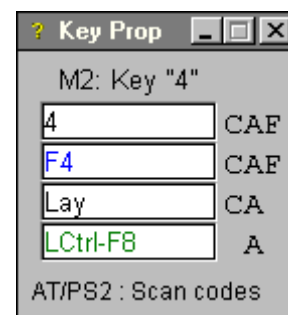 ? Key Prop
M2: Key "4"
4 CAF
F4 CAF
Lay CA
LCtrl-F8 A
AT/PS2 : Scan codes